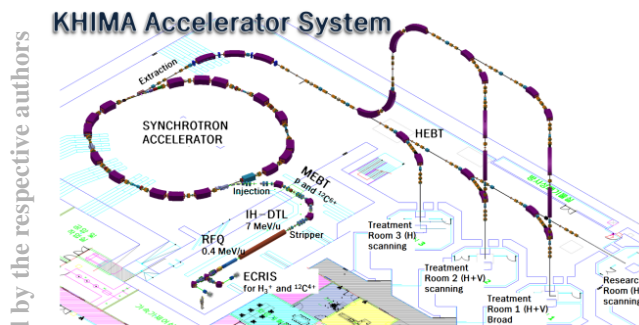 KHIMA Accelerator System
l by the respective authors
Extraction
SYNCHROTRON
ACCELERATOR
HEBT
MEBT
p and ¹²C⁶⁺
Injection
IH-DTL
7 MeV/u
Stripper
RFQ
0.4 MeV/u
ECRIS
for H₃⁺ and ¹²C⁴⁺
Treatment
Room 3 (H)
scanning
Treatment
Room 2 (H+V)
scanning
Treatment
Room 1 (H+V)
Broad
Researc
Room (H
scanning